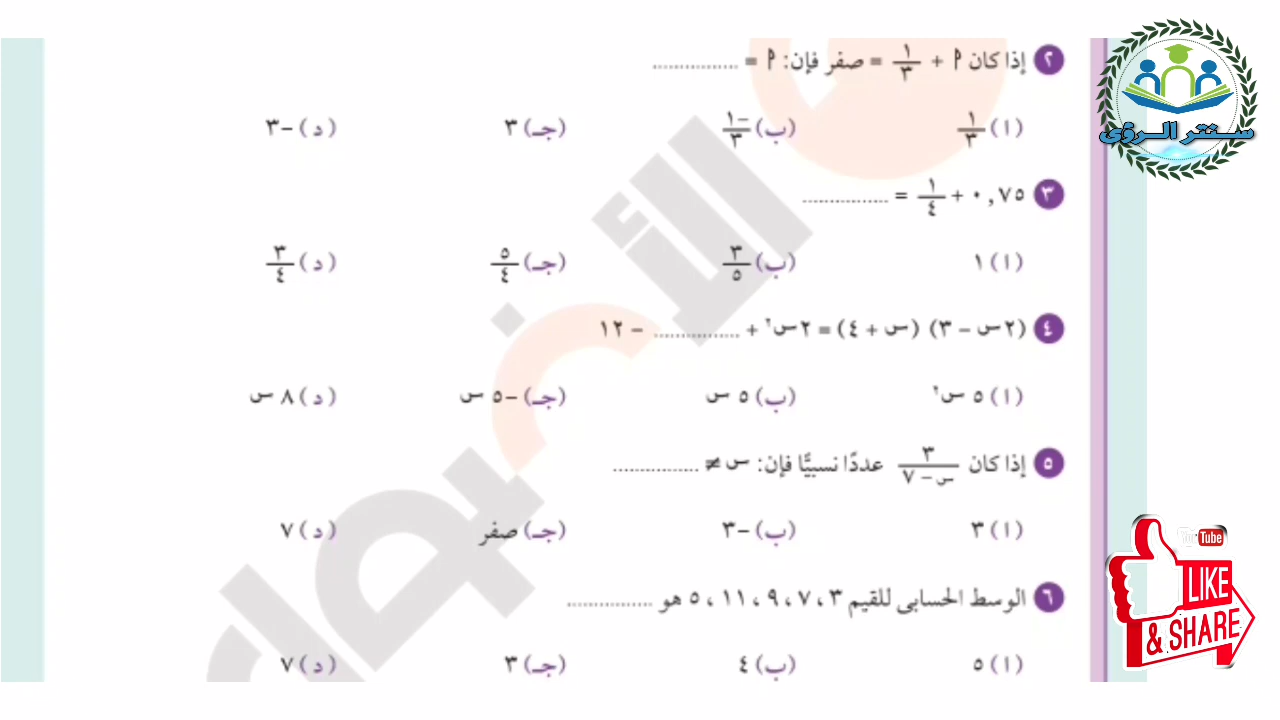 ٢ إذا كان م + ١/٣ = صفر فإن: م = ................
(ا) ١/٣ (ب) -١/٣ (جـ) ٣ (د) -٣
٣ ٠,٧٥ + ١/٤ = ................
(ا) ١ (ب) ٣/٥ (جـ) ٥/٤ (د) ٣/٤
٤ (٢س - ٣) (س + ٤) = ٢س٢ + ................ - ١٢
(ا) ٥ س٢ (ب) ٥ س (جـ) -٥ س (د) ٨ س
٥ إذا كان ٣/(س - ٧) عددًا نسبيًّا فإن: س ≠ ................
(ا) ٣ (ب) -٣ (جـ) صفر (د) ٧
٦ الوسط الحسابى للقيم ٣، ٧، ٩، ١١، ٥ هو ................
(ا) ٥ (ب) ٤ (جـ) ٣ (د) ٧
سنتر الرؤى
YouTube
LIKE
& SHARE